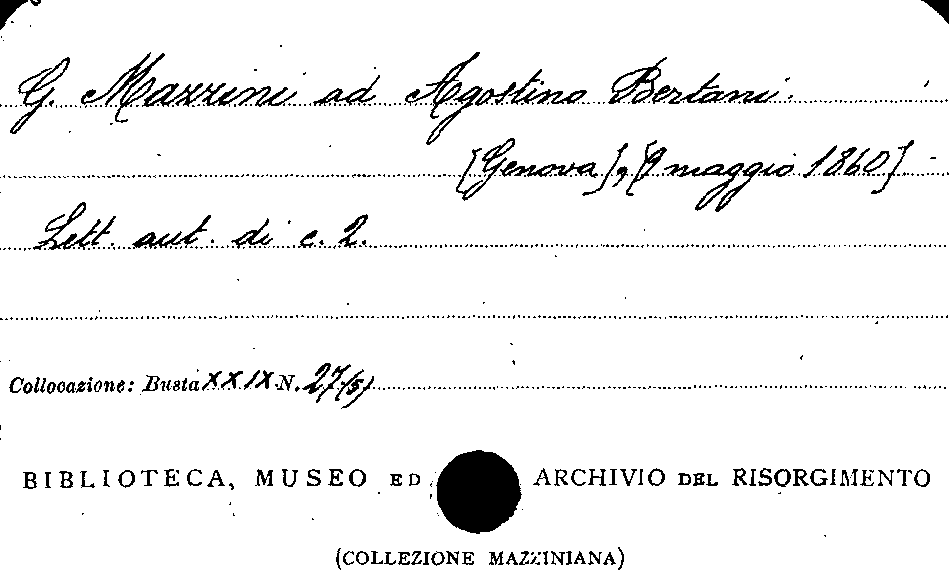 G. Mazzini ad Agostino Bertani.
[Genova], [9 maggio 1860]
Lett. aut. di c. 2.
Collocazione: Busta XXIX N. 27(5)
BIBLIOTECA, MUSEO ED ARCHIVIO DEL RISORGIMENTO
(COLLEZIONE MAZZINIANA)